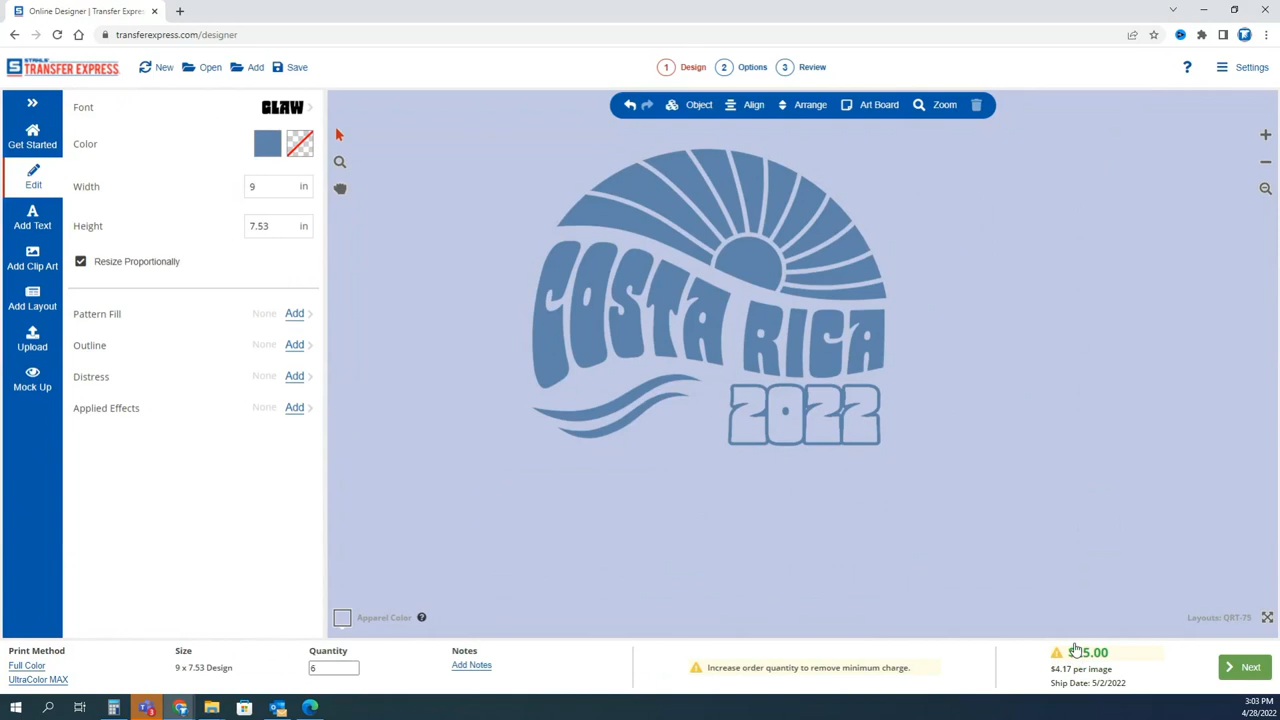 Online Designer | Transfer Expres
transferexpress.com/designer
STAHLS'
TRANSFER EXPRESS
New
Open
Add
Save
1 Design
2 Options
3 Review
? Settings
Object
Align
Arrange
Art Board
Zoom
Get Started
Edit
Add Text
Add Clip Art
Add Layout
Upload
Mock Up
Font GLAW
Color
Width 9 in
Height 7.53 in
Resize Proportionally
Pattern Fill None Add
Outline None Add
Distress None Add
Applied Effects None Add
COSTA RICA
2022
Apparel Color ?
Layouts: QRT-75
Print Method
Full Color
UltraColor MAX
Size
9 x 7.53 Design
Quantity
6
Notes
Add Notes
Increase order quantity to remove minimum charge.
5.00
$4.17 per image
Ship Date: 5/2/2022
Next
3:03 PM
4/28/2022